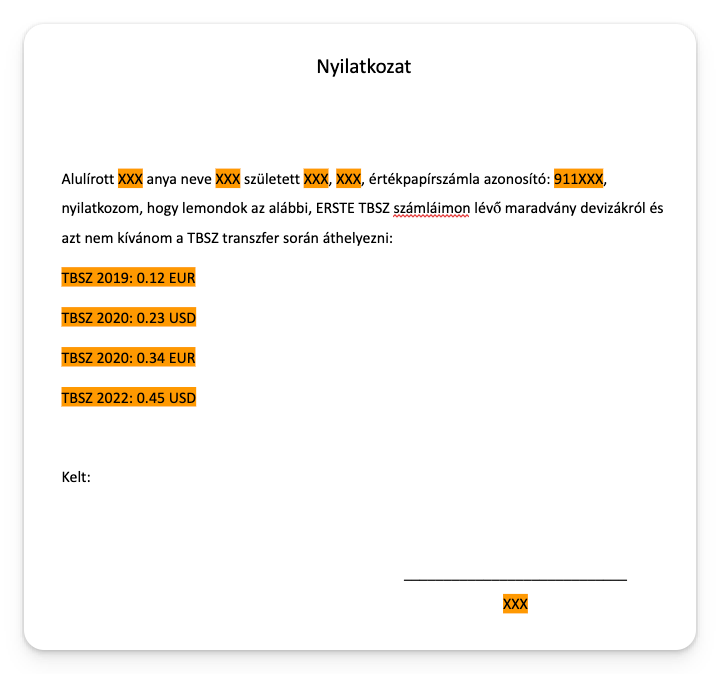 Nyilatkozat
Alulírott XXX anya neve XXX született XXX, XXX, értékpapírszámla azonosító: 911XXX,
nyilatkozom, hogy lemondok az alábbi, ERSTE TBSZ számláimon lévő maradvány devizákról és
azt nem kívánom a TBSZ transzfer során áthelyezni:
TBSZ 2019: 0.12 EUR
TBSZ 2020: 0.23 USD
TBSZ 2020: 0.34 EUR
TBSZ 2022: 0.45 USD
Kelt:
XXX